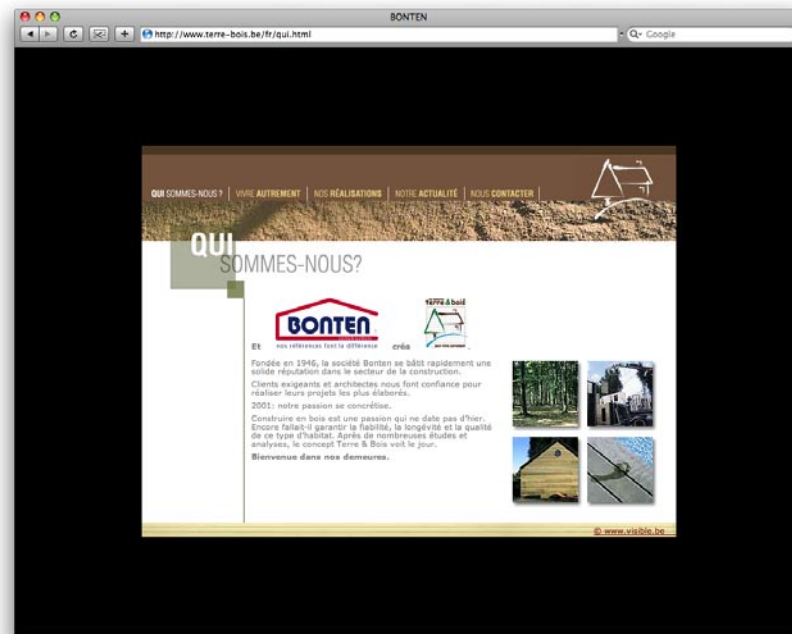 BONTEN
http://www.terre-bois.be/fr/qui.html
Google
QUI SOMMES-NOUS ? VIVRE AUTREMENT NOS RÉALISATIONS NOTRE ACTUALITÉ NOUS CONTACTER
QUI
SOMMES-NOUS?
Terre & bois
BONTEN
nos références font la différence
Et créa .
Fondée en 1946, la société Bonten se bâtit rapidement une
solide réputation dans le secteur de la construction.
Clients exigeants et architectes nous font confiance pour
réaliser leurs projets les plus élaborés.
2001: notre passion se concrétise.
Construire en bois est une passion qui ne date pas d'hier.
Encore fallait-il garantir la fiabilité, la longévité et la qualité
de ce type d'habitat. Après de nombreuses études et
analyses, le concept Terre & Bois voit le jour.
Bienvenue dans nos demeures.
© www.visible.be